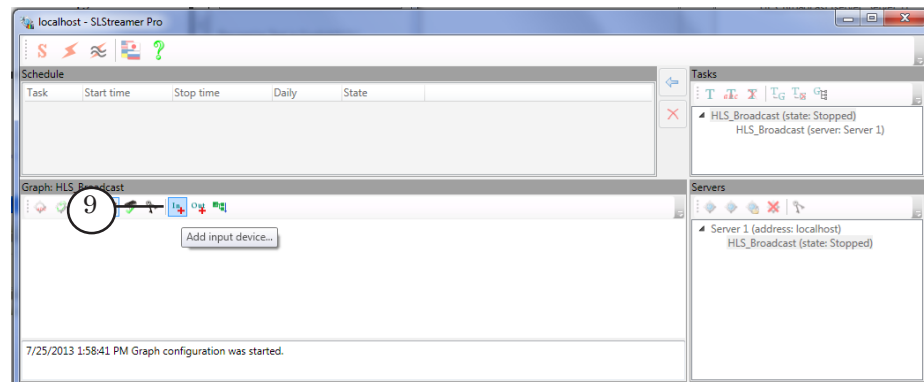 localhost - SLStreamer Pro
S
?
Schedule
Task Start time Stop time Daily State
Tasks
HLS_Broadcast (state: Stopped)
HLS_Broadcast (server: Server 1)
Graph: HLS_Broadcast
9
In Out
Add input device...
Servers
Server 1 (address: localhost)
HLS_Broadcast (state: Stopped)
7/25/2013 1:58:41 PM Graph configuration was started.